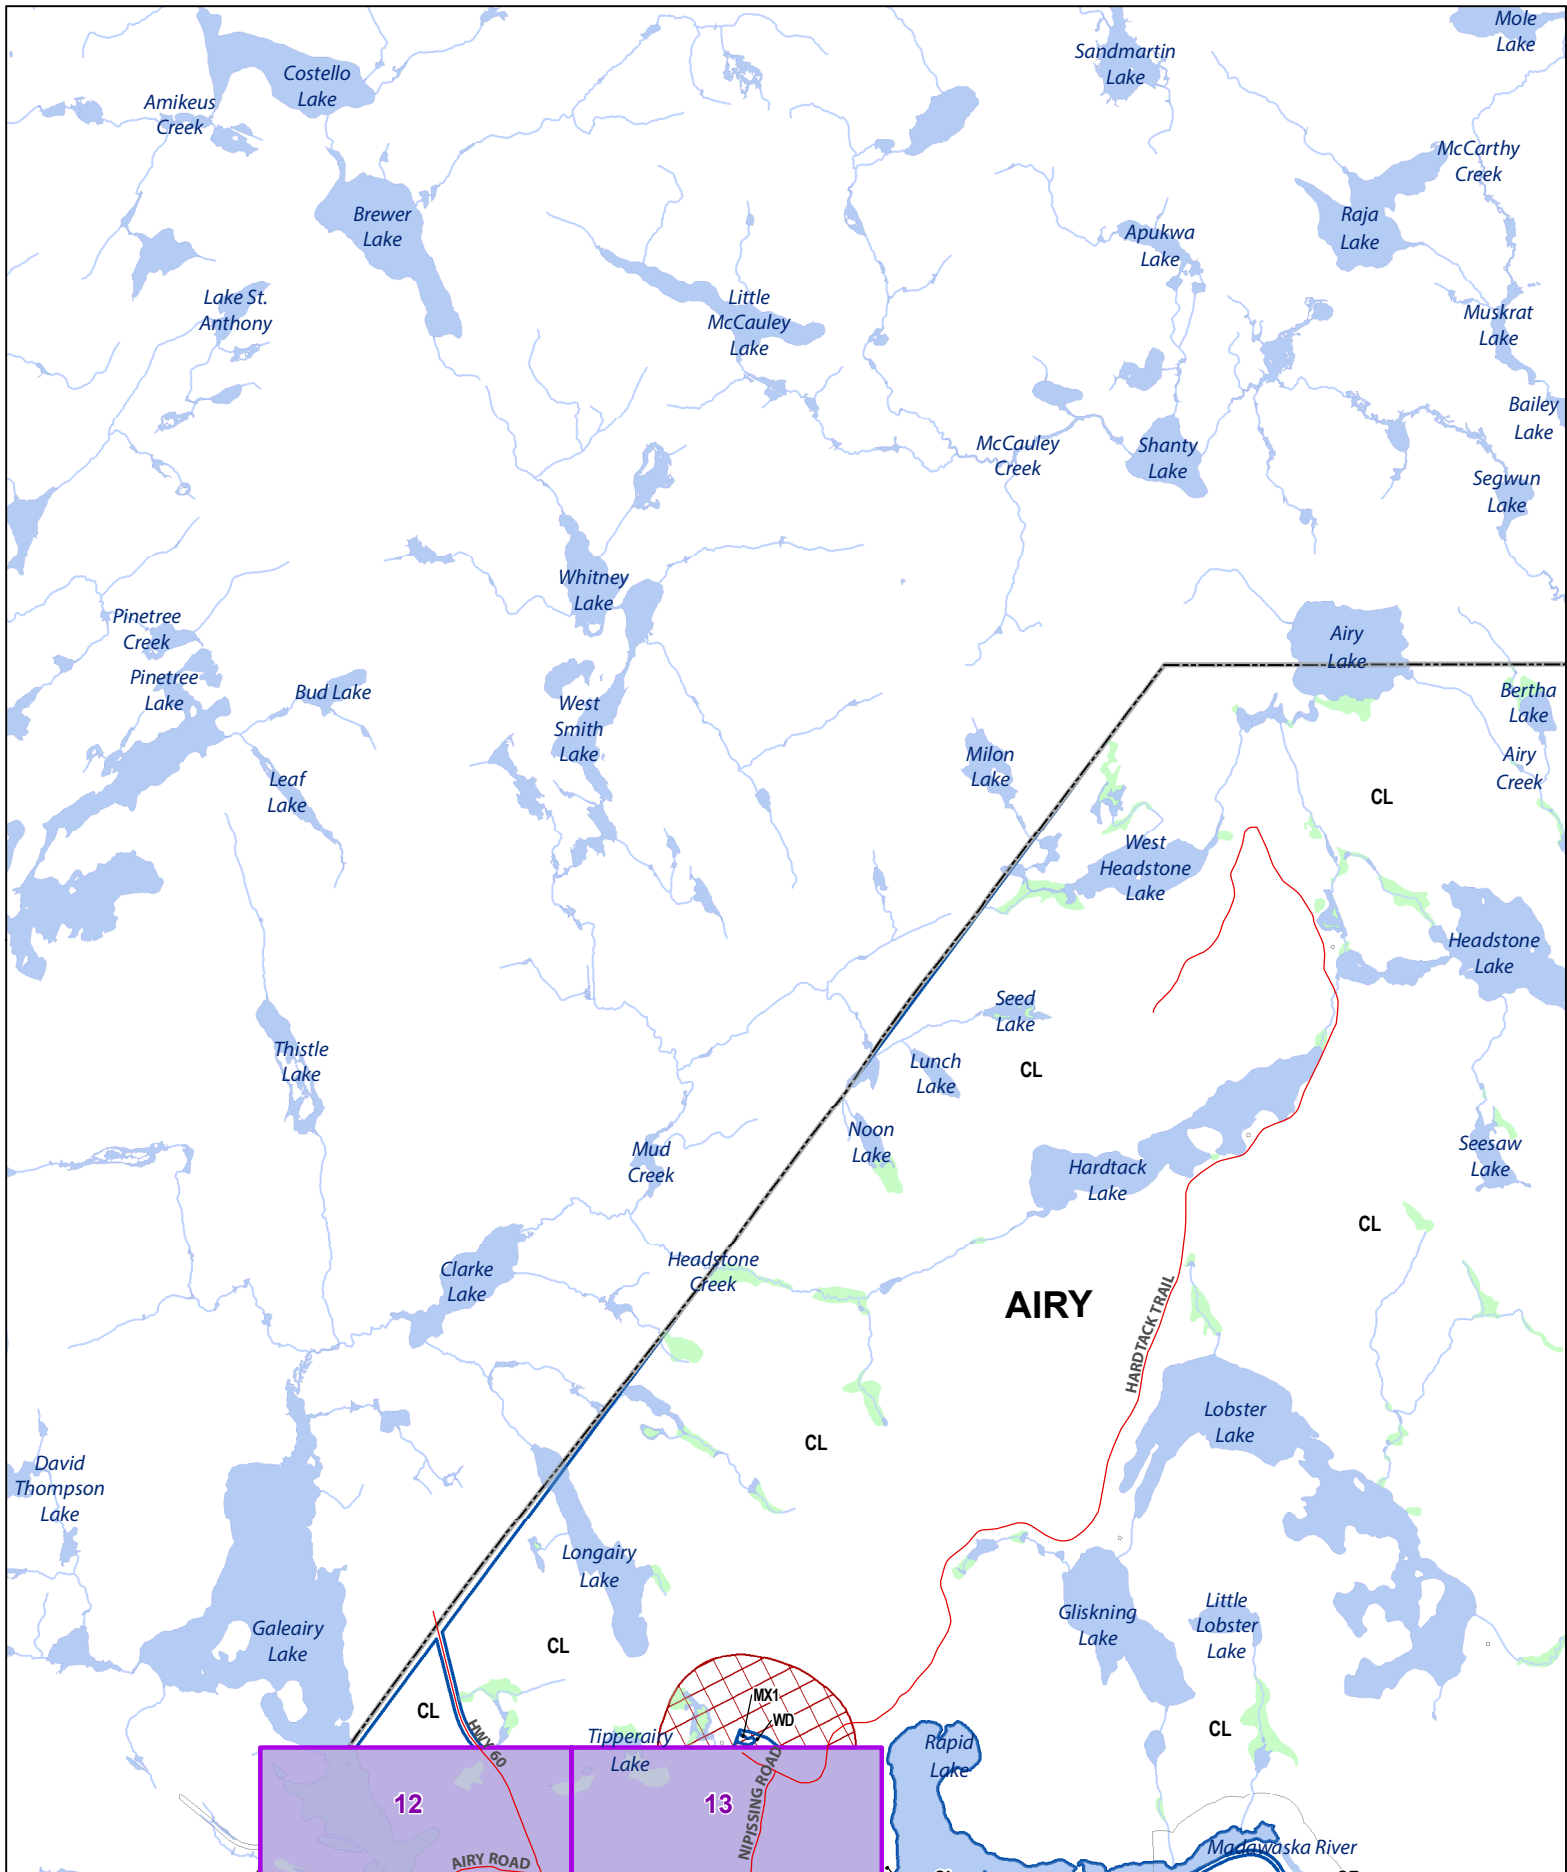 Mole
Lake
Sandmartin
Lake
Costello
Lake
Amikeus
Creek
McCarthy
Creek
Brewer
Lake
Raja
Lake
Apukwa
Lake
Lake St.
Anthony
Little
McCauley
Lake
Muskrat
Lake
Bailey
Lake
McCauley
Creek
Shanty
Lake
Segwun
Lake
Whitney
Lake
Pinetree
Creek
Airy
Lake
Pinetree
Lake
Bud Lake
West
Smith
Lake
Bertha
Lake
Milon
Lake
Airy
Creek
Leaf
Lake
CL
West
Headstone
Lake
Headstone
Lake
Seed
Lake
Thistle
Lake
Lunch
Lake
CL
Noon
Lake
Mud
Creek
Hardtack
Lake
Seesaw
Lake
CL
Clarke
Lake
Headstone
Creek
AIRY
HARDTACK TRAIL
Lobster
Lake
CL
David
Thompson
Lake
Longairy
Lake
Gliskning
Lake
Little
Lobster
Lake
Galeairy
Lake
CL
MX1
WD
CL
CL
HWY 60
Tipperairy
Lake
Rapid
Lake
12
13
NIPISSING ROAD
Madawaska River
AIRY ROAD